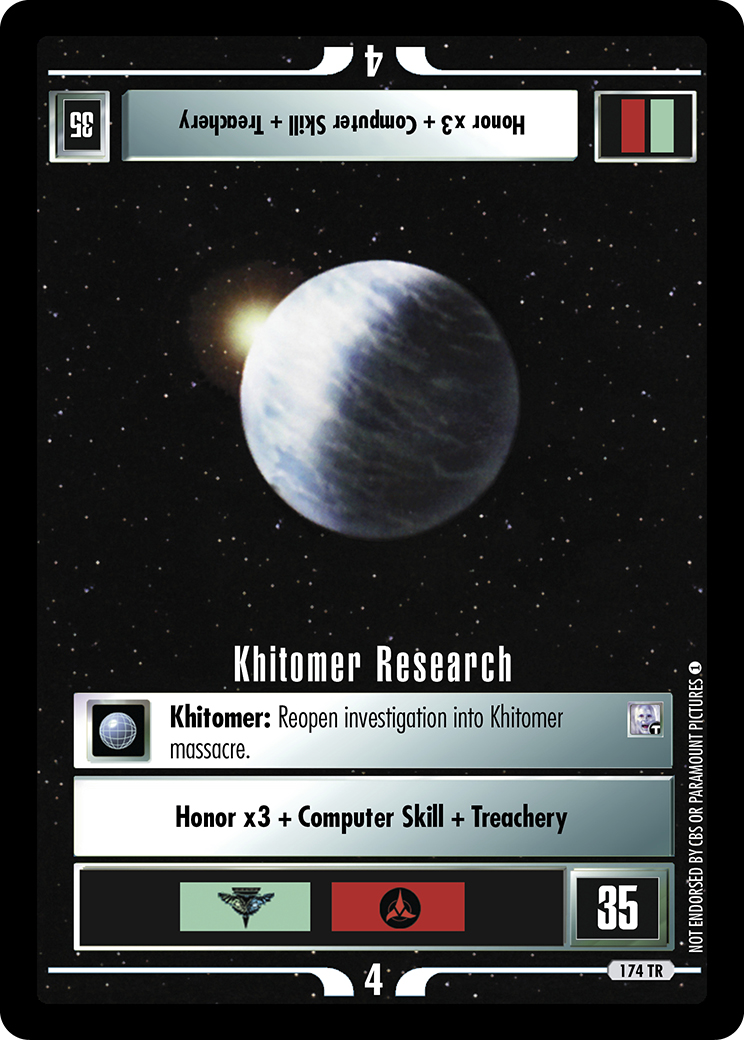 4
35
Honor x3 + Computer Skill + Treachery
Khitomer Research
Khitomer: Reopen investigation into Khitomer
massacre.
T
Honor x3 + Computer Skill + Treachery
35
4
174 TR
NOT ENDORSED BY CBS OR PARAMOUNT PICTURES 1